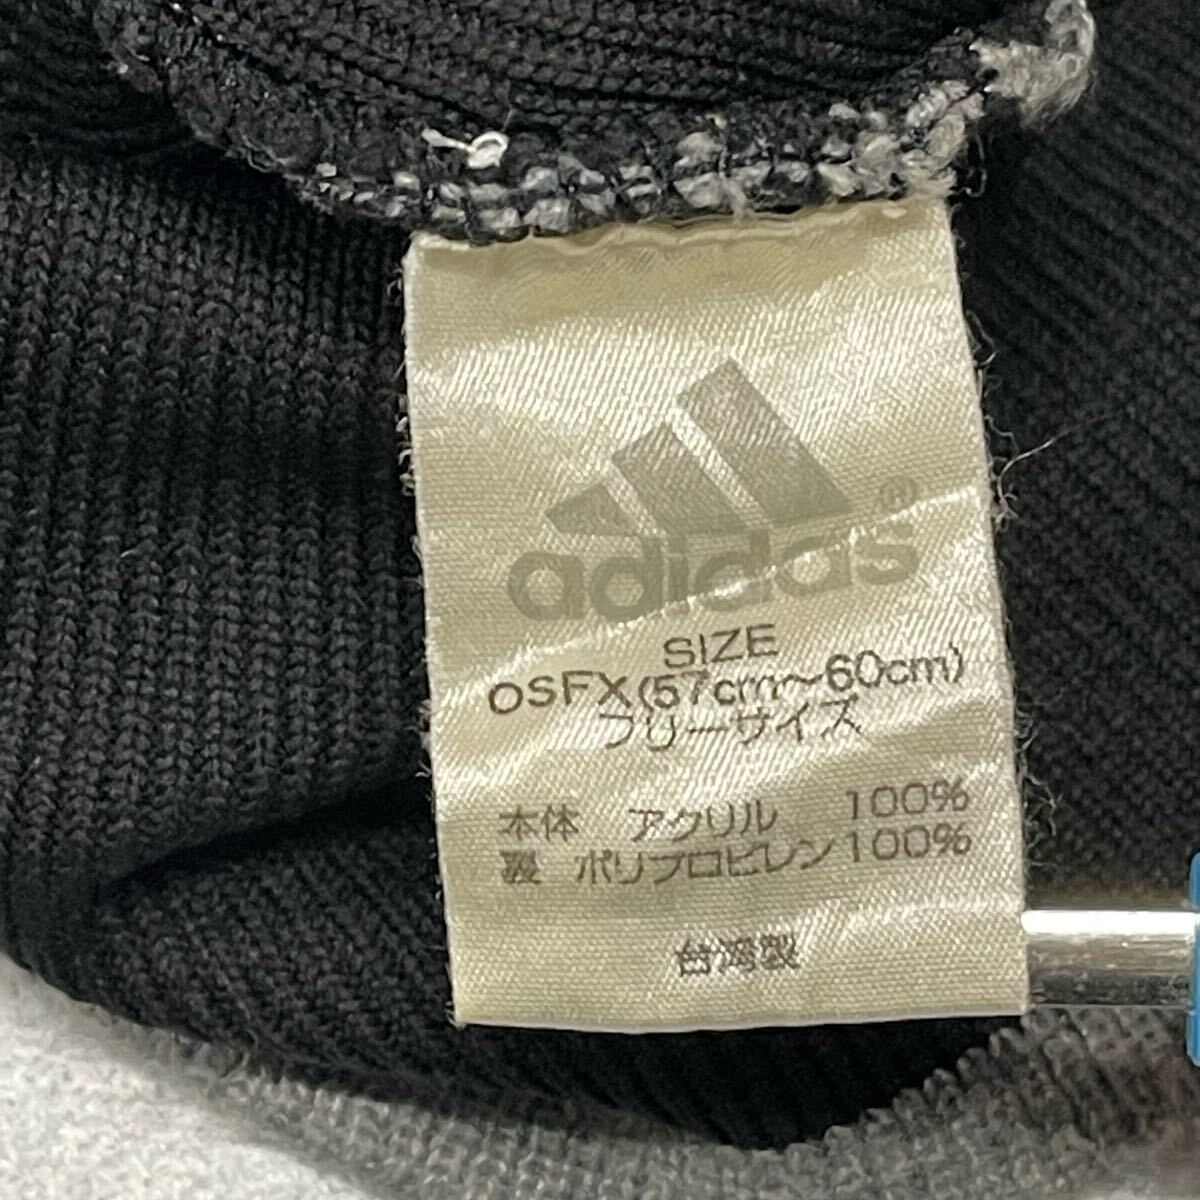 adidas®
SIZE
OSFX(57cm~60cm)
フリーサイズ
本体 アクリル 100%
裏 ポリプロピレン100%
台湾製